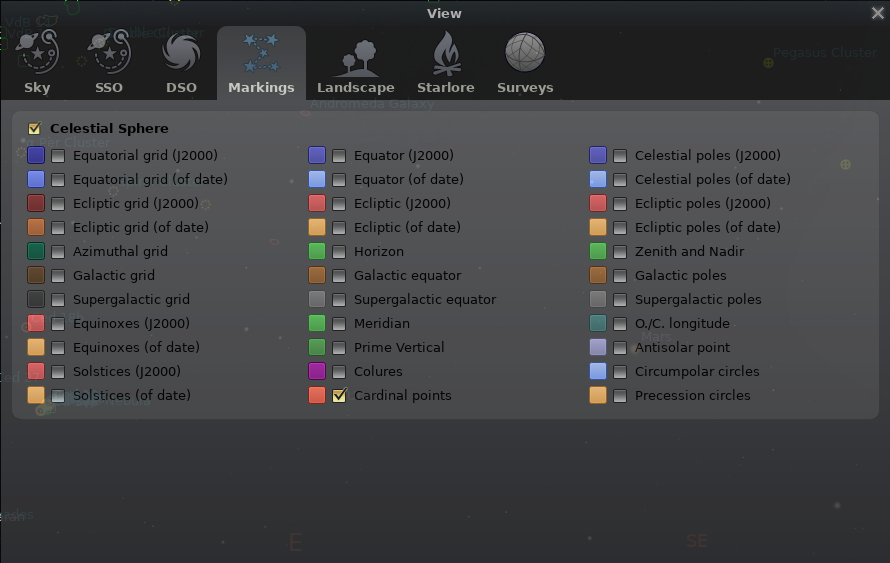 View
Pegasus Cluster
Sky SSO DSO Markings Landscape Starlore Surveys
Andromeda Galaxy
Celestial Sphere
Equatorial grid (J2000) Equator (J2000) Celestial poles (J2000)
Equatorial grid (of date) Equator (of date) Celestial poles (of date)
Ecliptic grid (J2000) Ecliptic (J2000) Ecliptic poles (J2000)
Ecliptic grid (of date) Ecliptic (of date) Ecliptic poles (of date)
Azimuthal grid Horizon Zenith and Nadir
Galactic grid Galactic equator Galactic poles
Supergalactic grid Supergalactic equator Supergalactic poles
Equinoxes (J2000) Meridian O./C. longitude
Mars
Equinoxes (of date) Prime Vertical Antisolar point
Solstices (J2000) Colures Circumpolar circles
Solstices (of date) Cardinal points Precession circles
E SE